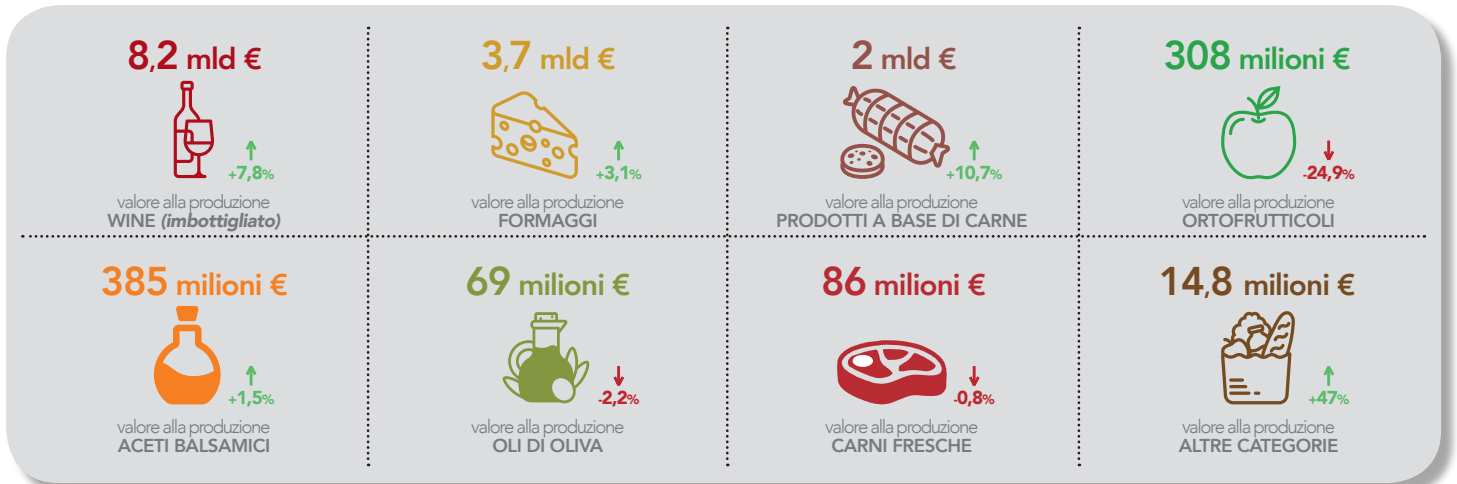 8,2 mld €
+7,8%
valore alla produzione
WINE (imbottigliato)
3,7 mld €
+3,1%
valore alla produzione
FORMAGGI
2 mld €
+10,7%
valore alla produzione
PRODOTTI A BASE DI CARNE
308 milioni €
-24,9%
valore alla produzione
ORTOFRUTTICOLI
385 milioni €
+1,5%
valore alla produzione
ACETI BALSAMICI
69 milioni €
-2,2%
valore alla produzione
OLI DI OLIVA
86 milioni €
-0,8%
valore alla produzione
CARNI FRESCHE
14,8 milioni €
+47%
valore alla produzione
ALTRE CATEGORIE